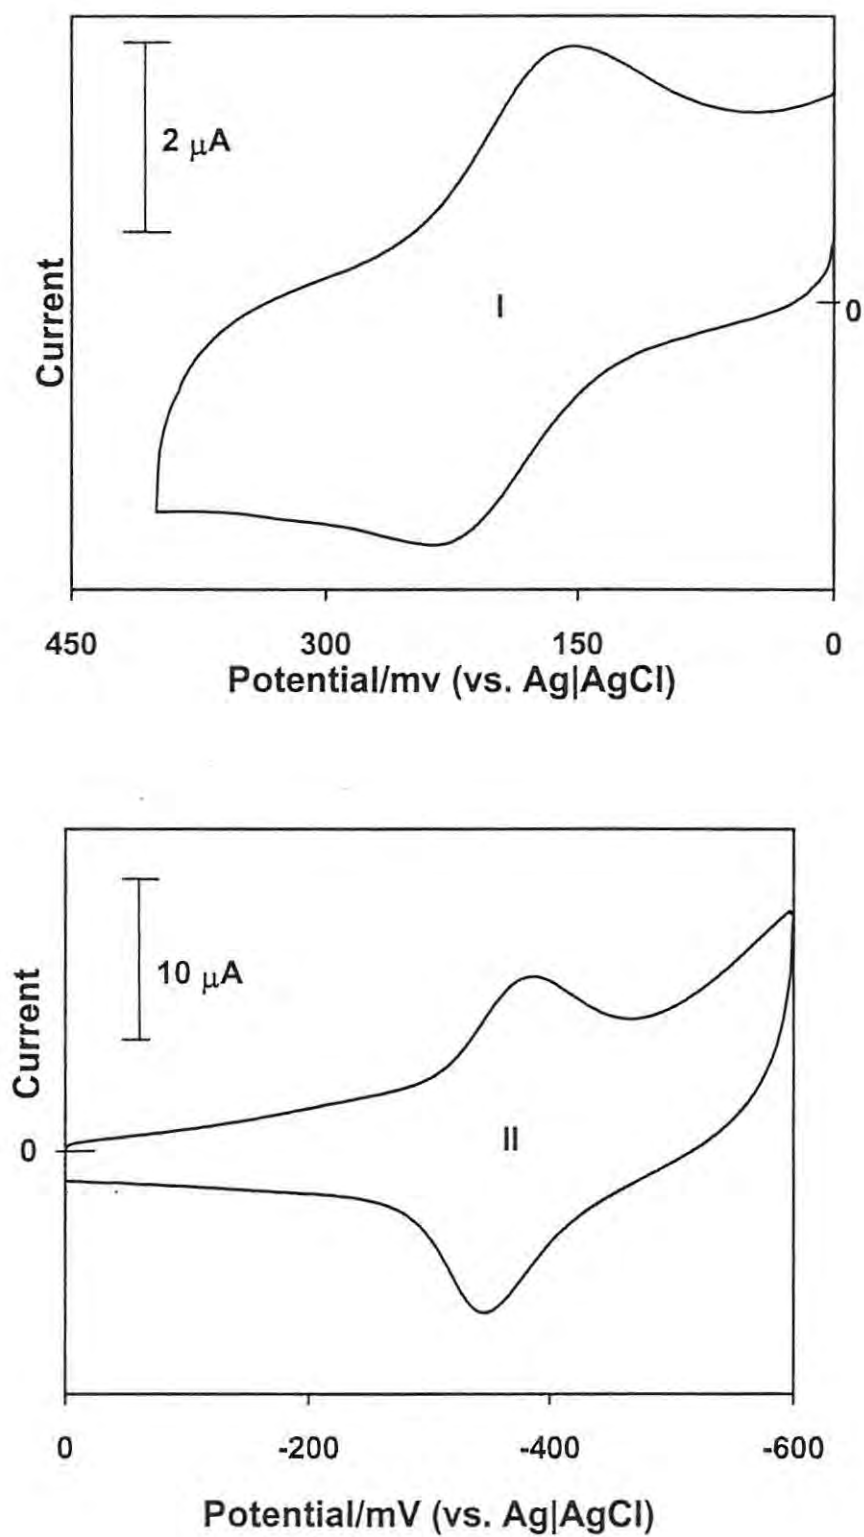 2 μA
Current
I
0
450 300 150 0
Potential/mv (vs. Ag|AgCl)
10 μA
Current
0
II
0 -200 -400 -600
Potential/mV (vs. Ag|AgCl)